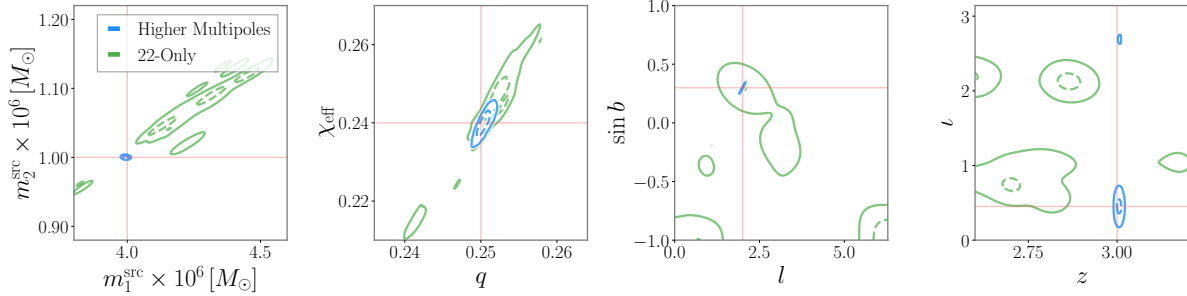 Higher Multipoles
22-Only
1.20
1.10
1.00
0.90
4.0
4.5
m_2^src × 10^6 [M_⊙]
m_1^src × 10^6 [M_⊙]
0.26
0.24
0.22
0.24
0.25
0.26
χ_eff
q
1.0
0.5
0.0
−0.5
−1.0
0.0
2.5
5.0
sin b
l
3
2
1
0
2.75
3.00
ι
z